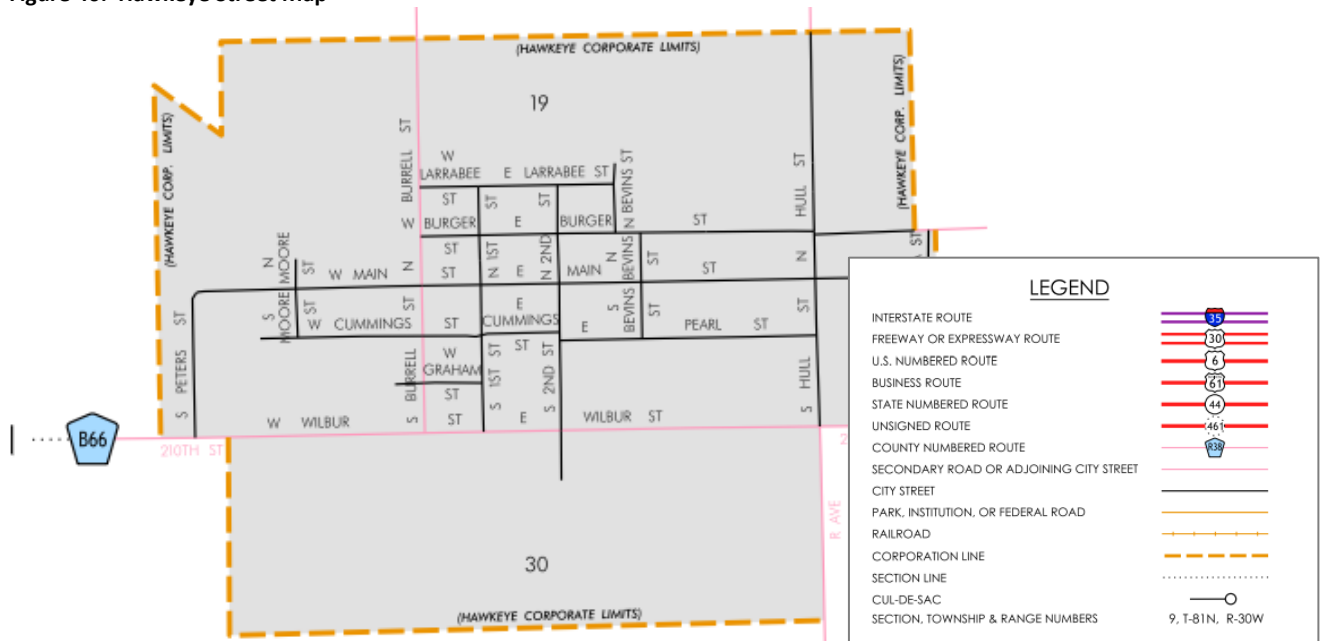 (HAWKEYE CORPORATE LIMITS)
19
(HAWKEYE CORP. LIMITS)
(HAWKEYE CORP. LIMITS)
N BURRELL ST
W LARRABEE ST
E LARRABEE ST
N BEVINS ST
N HULL ST
W BURGER ST
E BURGER ST
N 1ST ST
N 2ND ST
N MOORE ST
W MAIN ST
E MAIN ST
N BEVINS ST
S MOORE ST
W CUMMINGS ST
E CUMMINGS ST
S BEVINS ST
E PEARL ST
S PETERS ST
S BURRELL ST
W GRAHAM ST
S 1ST ST
S 2ND ST
S HULL ST
W WILBUR ST
E WILBUR ST
B66
210TH ST
R AVE
30
(HAWKEYE CORPORATE LIMITS)
LEGEND
INTERSTATE ROUTE 35
FREEWAY OR EXPRESSWAY ROUTE 30
U.S. NUMBERED ROUTE 6
BUSINESS ROUTE 61
STATE NUMBERED ROUTE 44
UNSIGNED ROUTE 461
COUNTY NUMBERED ROUTE R38
SECONDARY ROAD OR ADJOINING CITY STREET
CITY STREET
PARK, INSTITUTION, OR FEDERAL ROAD
RAILROAD
CORPORATION LINE
SECTION LINE
CUL-DE-SAC
SECTION, TOWNSHIP & RANGE NUMBERS 9, T-81N, R-30W